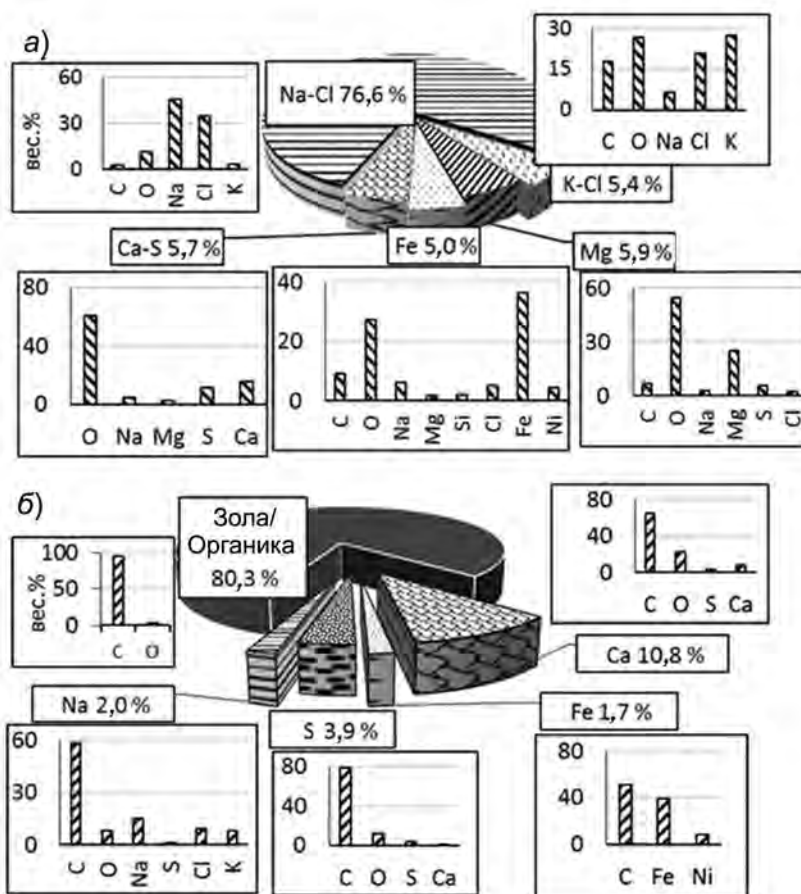 а)
Na-Cl 76,6 %
60
30
0
вес.%
C O Na Cl K
30
15
0
C O Na Cl K
K-Cl 5,4 %
Ca-S 5,7 %
Fe 5,0 %
Mg 5,9 %
80
40
0
O Na Mg S Ca
40
20
0
C O Na Mg Si Cl Fe Ni
60
30
0
C O Na Mg S Cl
б)
Зола/
Органика
80,3 %
100
50
0
вес.%
C O
80
40
0
C O S Ca
Ca 10,8 %
Na 2,0 %
S 3,9 %
Fe 1,7 %
60
30
0
C O Na S Cl K
80
40
0
C O S Ca
80
40
0
C Fe Ni